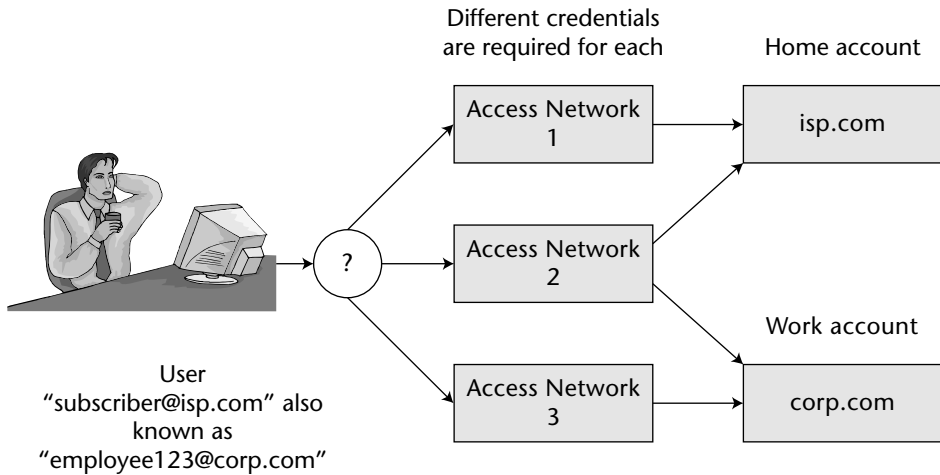 Different credentials
are required for each
Home account
Access Network
1
isp.com
?
Access Network
2
Work account
Access Network
3
corp.com
User
“subscriber@isp.com” also
known as
“employee123@corp.com”